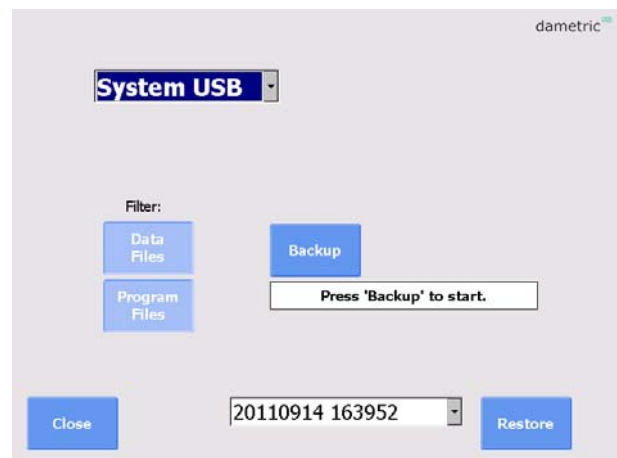 dametric
System USB
Filter:
Data
Files
Backup
Program
Files
Press 'Backup' to start.
Close
20110914 163952
Restore